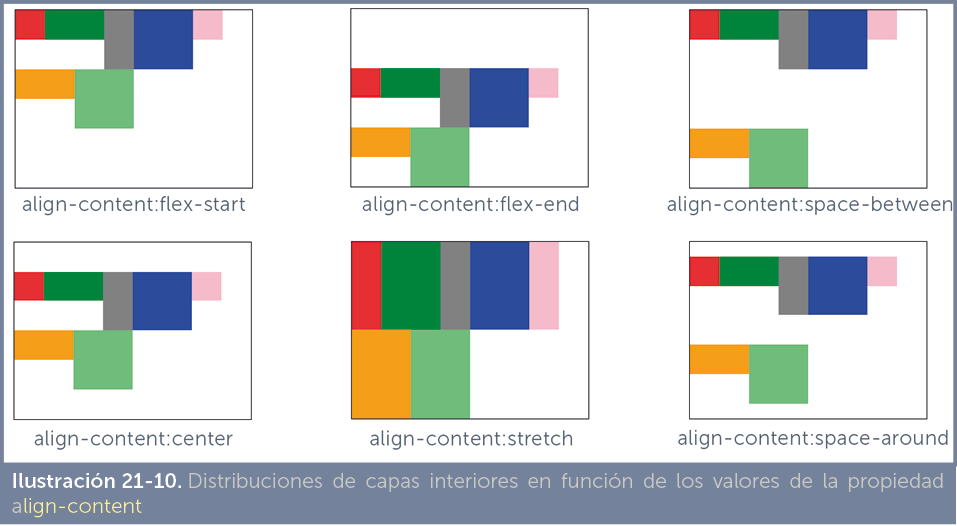 align-content:flex-start
align-content:flex-end
align-content:space-between
align-content:center
align-content:stretch
align-content:space-around
Ilustración 21-10. Distribuciones de capas interiores en función de los valores de la propiedad
align-content